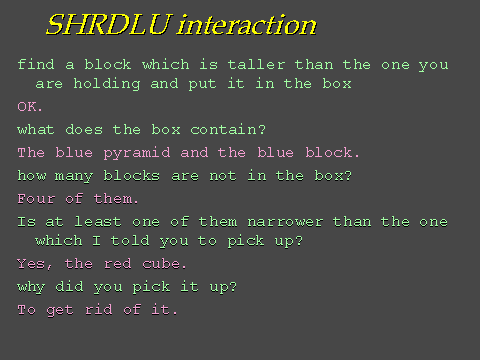 SHRDLU interaction
find a block which is taller than the one you
are holding and put it in the box
OK.
what does the box contain?
The blue pyramid and the blue block.
how many blocks are not in the box?
Four of them.
Is at least one of them narrower than the one
which I told you to pick up?
Yes, the red cube.
why did you pick it up?
To get rid of it.